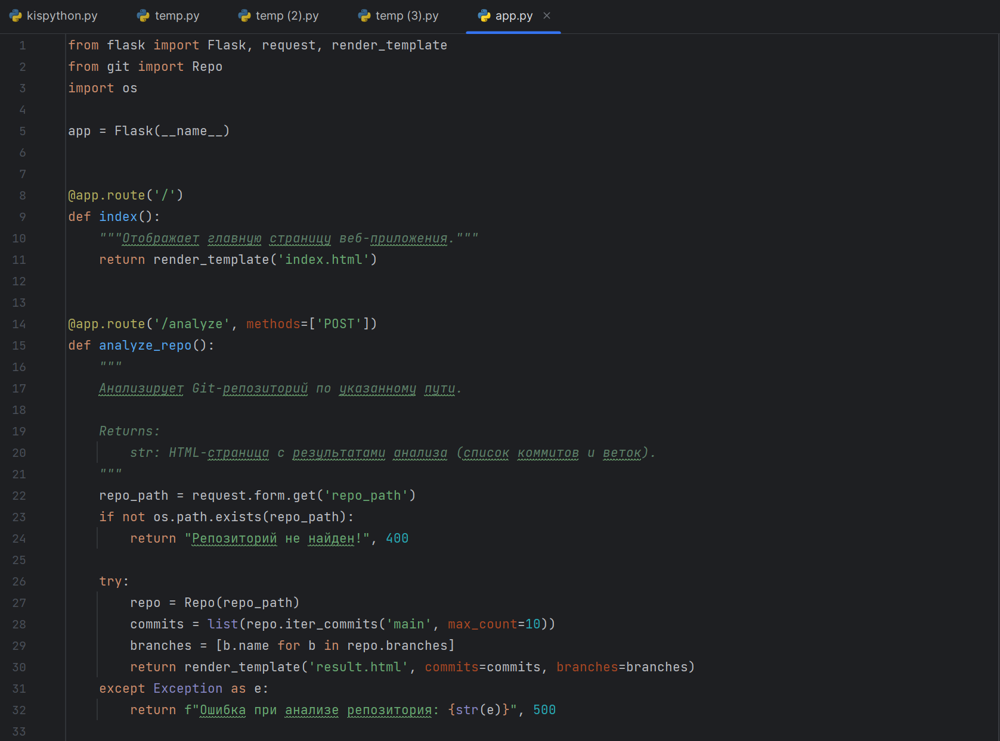 kispython.py temp.py temp (2).py temp (3).py app.py
1 from flask import Flask, request, render_template
2 from git import Repo
3 import os
4
5 app = Flask(__name__)
6
7
8 @app.route('/')
9 def index():
10     """Отображает главную страницу веб-приложения."""
11     return render_template('index.html')
12
13
14 @app.route('/analyze', methods=['POST'])
15 def analyze_repo():
16     """
17     Анализирует Git-репозиторий по указанному пути.
18
19     Returns:
20         str: HTML-страница с результатами анализа (список коммитов и веток).
21     """
22     repo_path = request.form.get('repo_path')
23     if not os.path.exists(repo_path):
24         return "Репозиторий не найден!", 400
25
26     try:
27         repo = Repo(repo_path)
28         commits = list(repo.iter_commits('main', max_count=10))
29         branches = [b.name for b in repo.branches]
30         return render_template('result.html', commits=commits, branches=branches)
31     except Exception as e:
32         return f"Ошибка при анализе репозитория: {str(e)}", 500
33